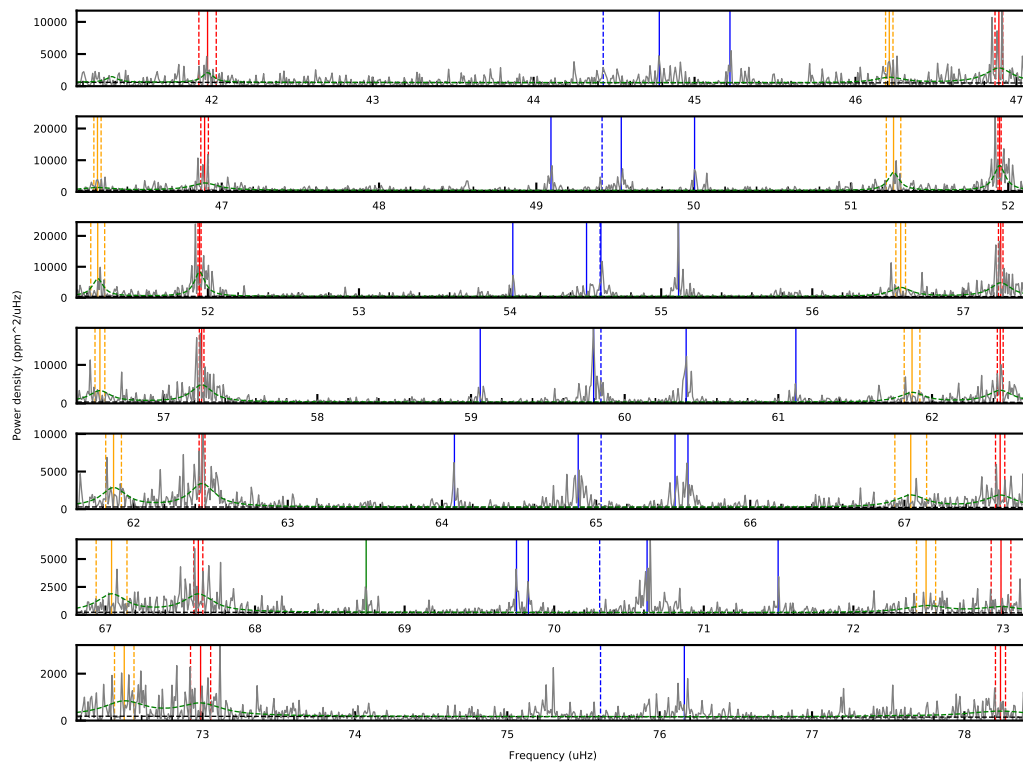 10000
5000
0
42 43 44 45 46 47
20000
10000
0
47 48 49 50 51 52
20000
10000
0
52 53 54 55 56 57
Power density (ppm^2/uHz)
10000
0
57 58 59 60 61 62
10000
5000
0
62 63 64 65 66 67
5000
2500
0
67 68 69 70 71 72 73
2000
0
73 74 75 76 77 78
Frequency (uHz)